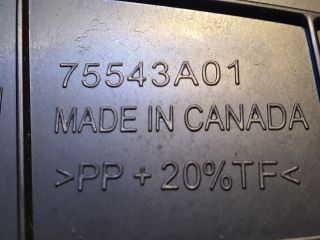 75543A01
MADE IN CANADA
>PP + 20%TF<